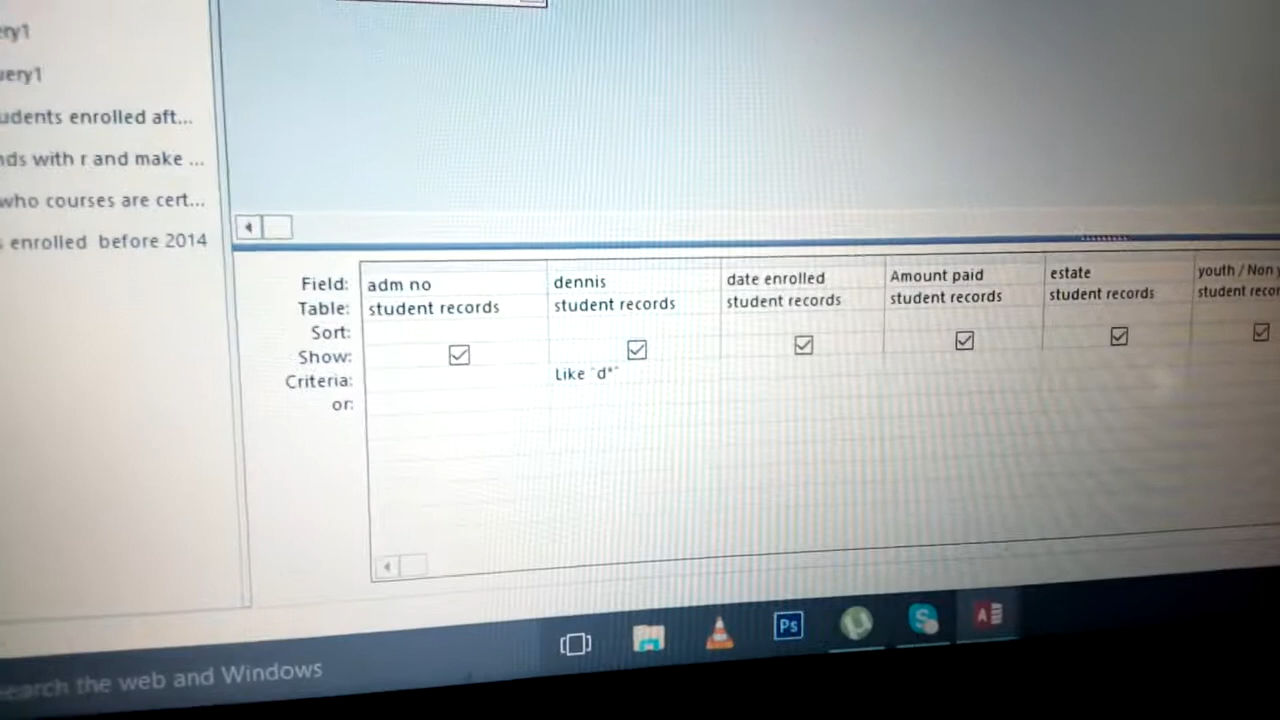 ery1
uery1
udents enrolled aft...
nds with r and make ...
who courses are cert...
s enrolled before 2014
Field: adm no dennis date enrolled Amount paid estate youth / Non y
Table: student records student records student records student records student records student recor
Sort:
Show:
Criteria: Like "d*"
or:
earch the web and Windows
Ps
S
A